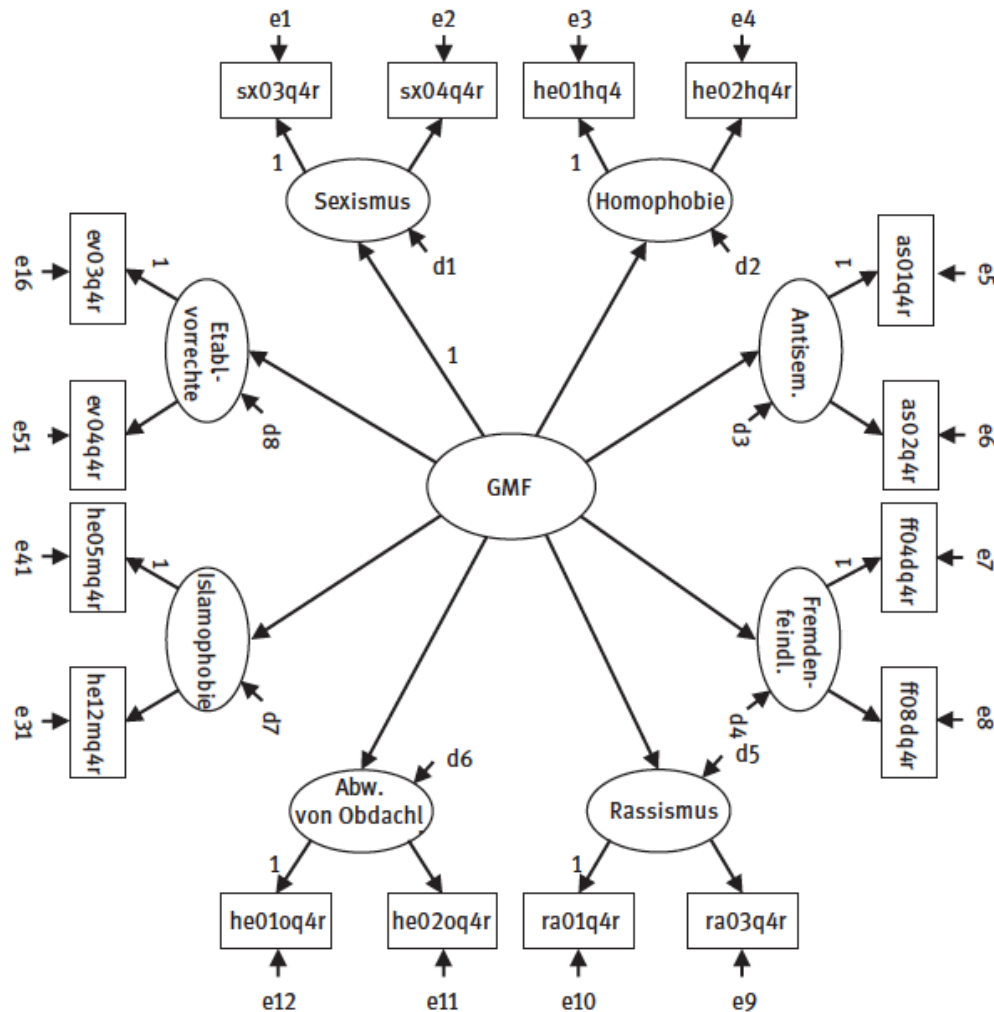 e1
e2
e3
e4
sx03q4r
sx04q4r
he01hq4
he02hq4r
1
1
Sexismus
Homophobie
d1
d2
e16
ev03q4r
1
Etabl-
vorrechte
d8
e51
ev04q4r
1
as01q4r
e5
Antisem.
d3
as02q4r
e6
1
GMF
e41
he05mq4r
1
Islamophobie
d7
e31
he12mq4r
1
ff04dq4r
e7
Fremden-
feindl.
d4
ff08dq4r
e8
d6
d5
Abw.
von Obdachl.
Rassismus
1
1
he01oq4r
he02oq4r
ra01q4r
ra03q4r
e12
e11
e10
e9